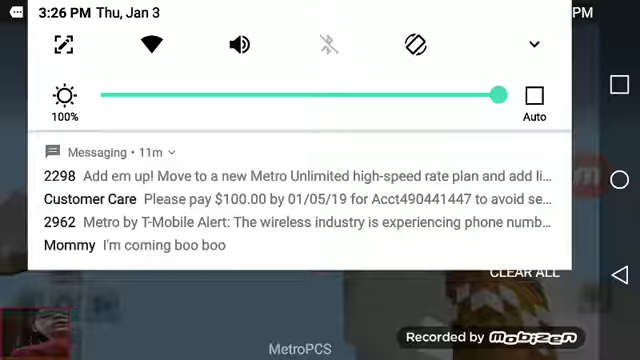 3:26 PM Thu, Jan 3
PM
100%
Auto
Messaging • 11m
2298 Add em up! Move to a new Metro Unlimited high-speed rate plan and add li...
Customer Care Please pay $100.00 by 01/05/19 for Acct490441447 to avoid se...
2962 Metro by T-Mobile Alert: The wireless industry is experiencing phone numb...
Mommy I'm coming boo boo
CLEAR ALL
Recorded by Mobizen
MetroPCS